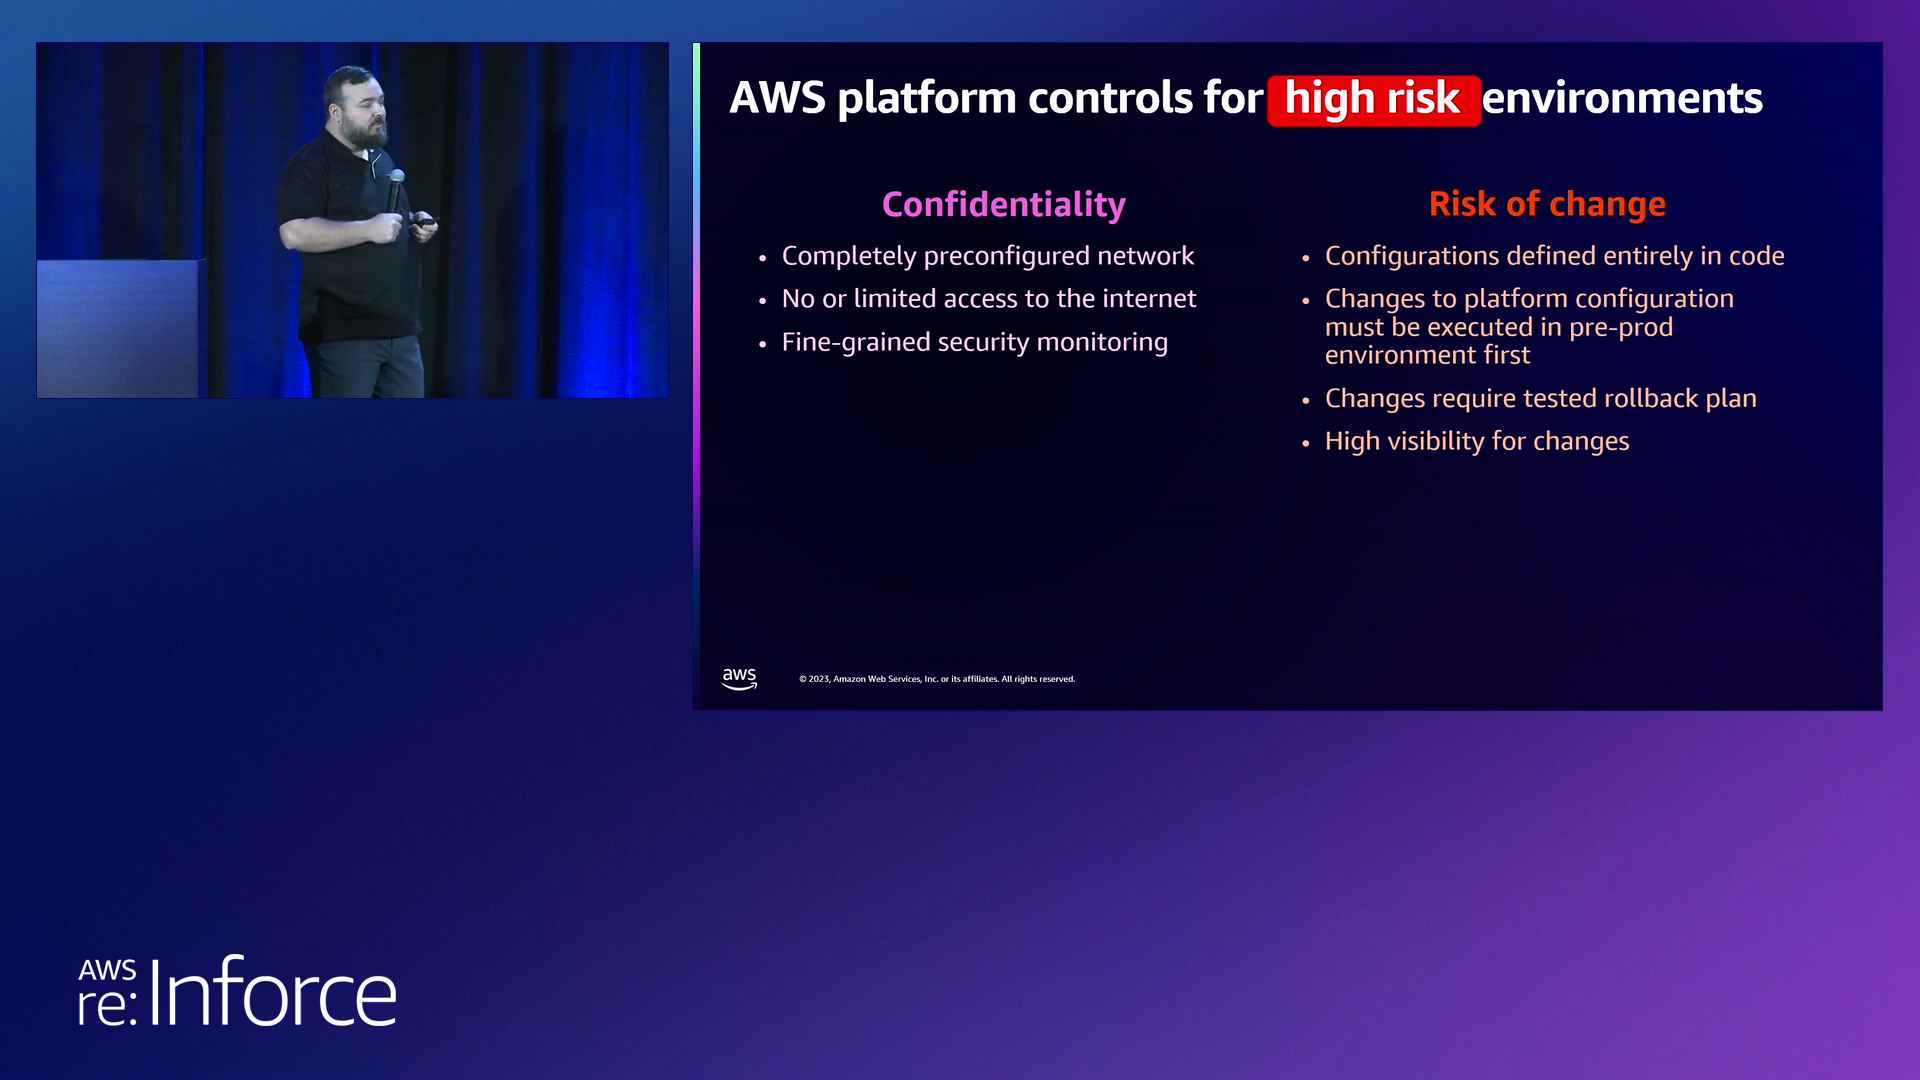 AWS platform controls for high risk environments
Confidentiality
• Completely preconfigured network
• No or limited access to the internet
• Fine-grained security monitoring
Risk of change
• Configurations defined entirely in code
• Changes to platform configuration
must be executed in pre-prod
environment first
• Changes require tested rollback plan
• High visibility for changes
aws
© 2023, Amazon Web Services, Inc. or its affiliates. All rights reserved.
AWS
re:Inforce